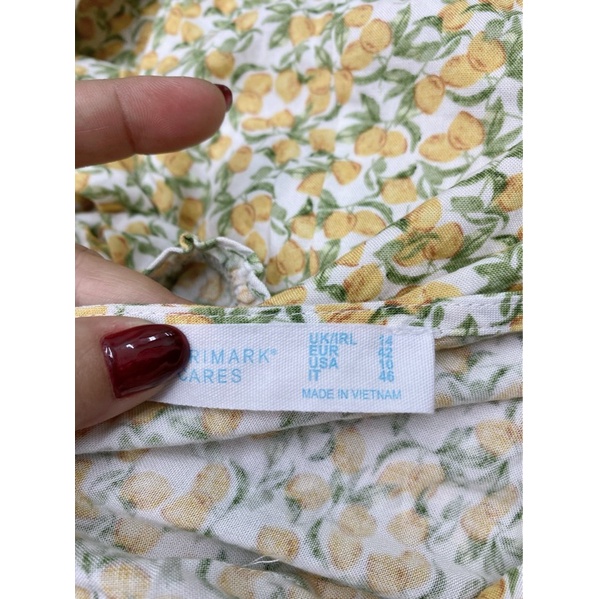 RIMARK®
CARES
UK/IRL 14
EUR 42
USA 10
IT 46
MADE IN VIETNAM